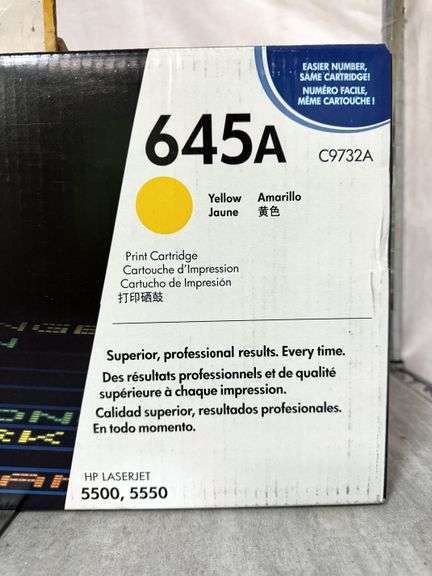 EASIER NUMBER,
SAME CARTRIDGE!
NUMÉRO FACILE,
MÊME CARTOUCHE !
645A
C9732A
Yellow Amarillo
Jaune 黄色
Print Cartridge
Cartouche d'Impression
Cartucho de Impresión
打印硒鼓
Superior, professional results. Every time.
Des résultats professionnels et de qualité
supérieure à chaque impression.
Calidad superior, resultados profesionales.
En todo momento.
HP LASERJET
5500, 5550